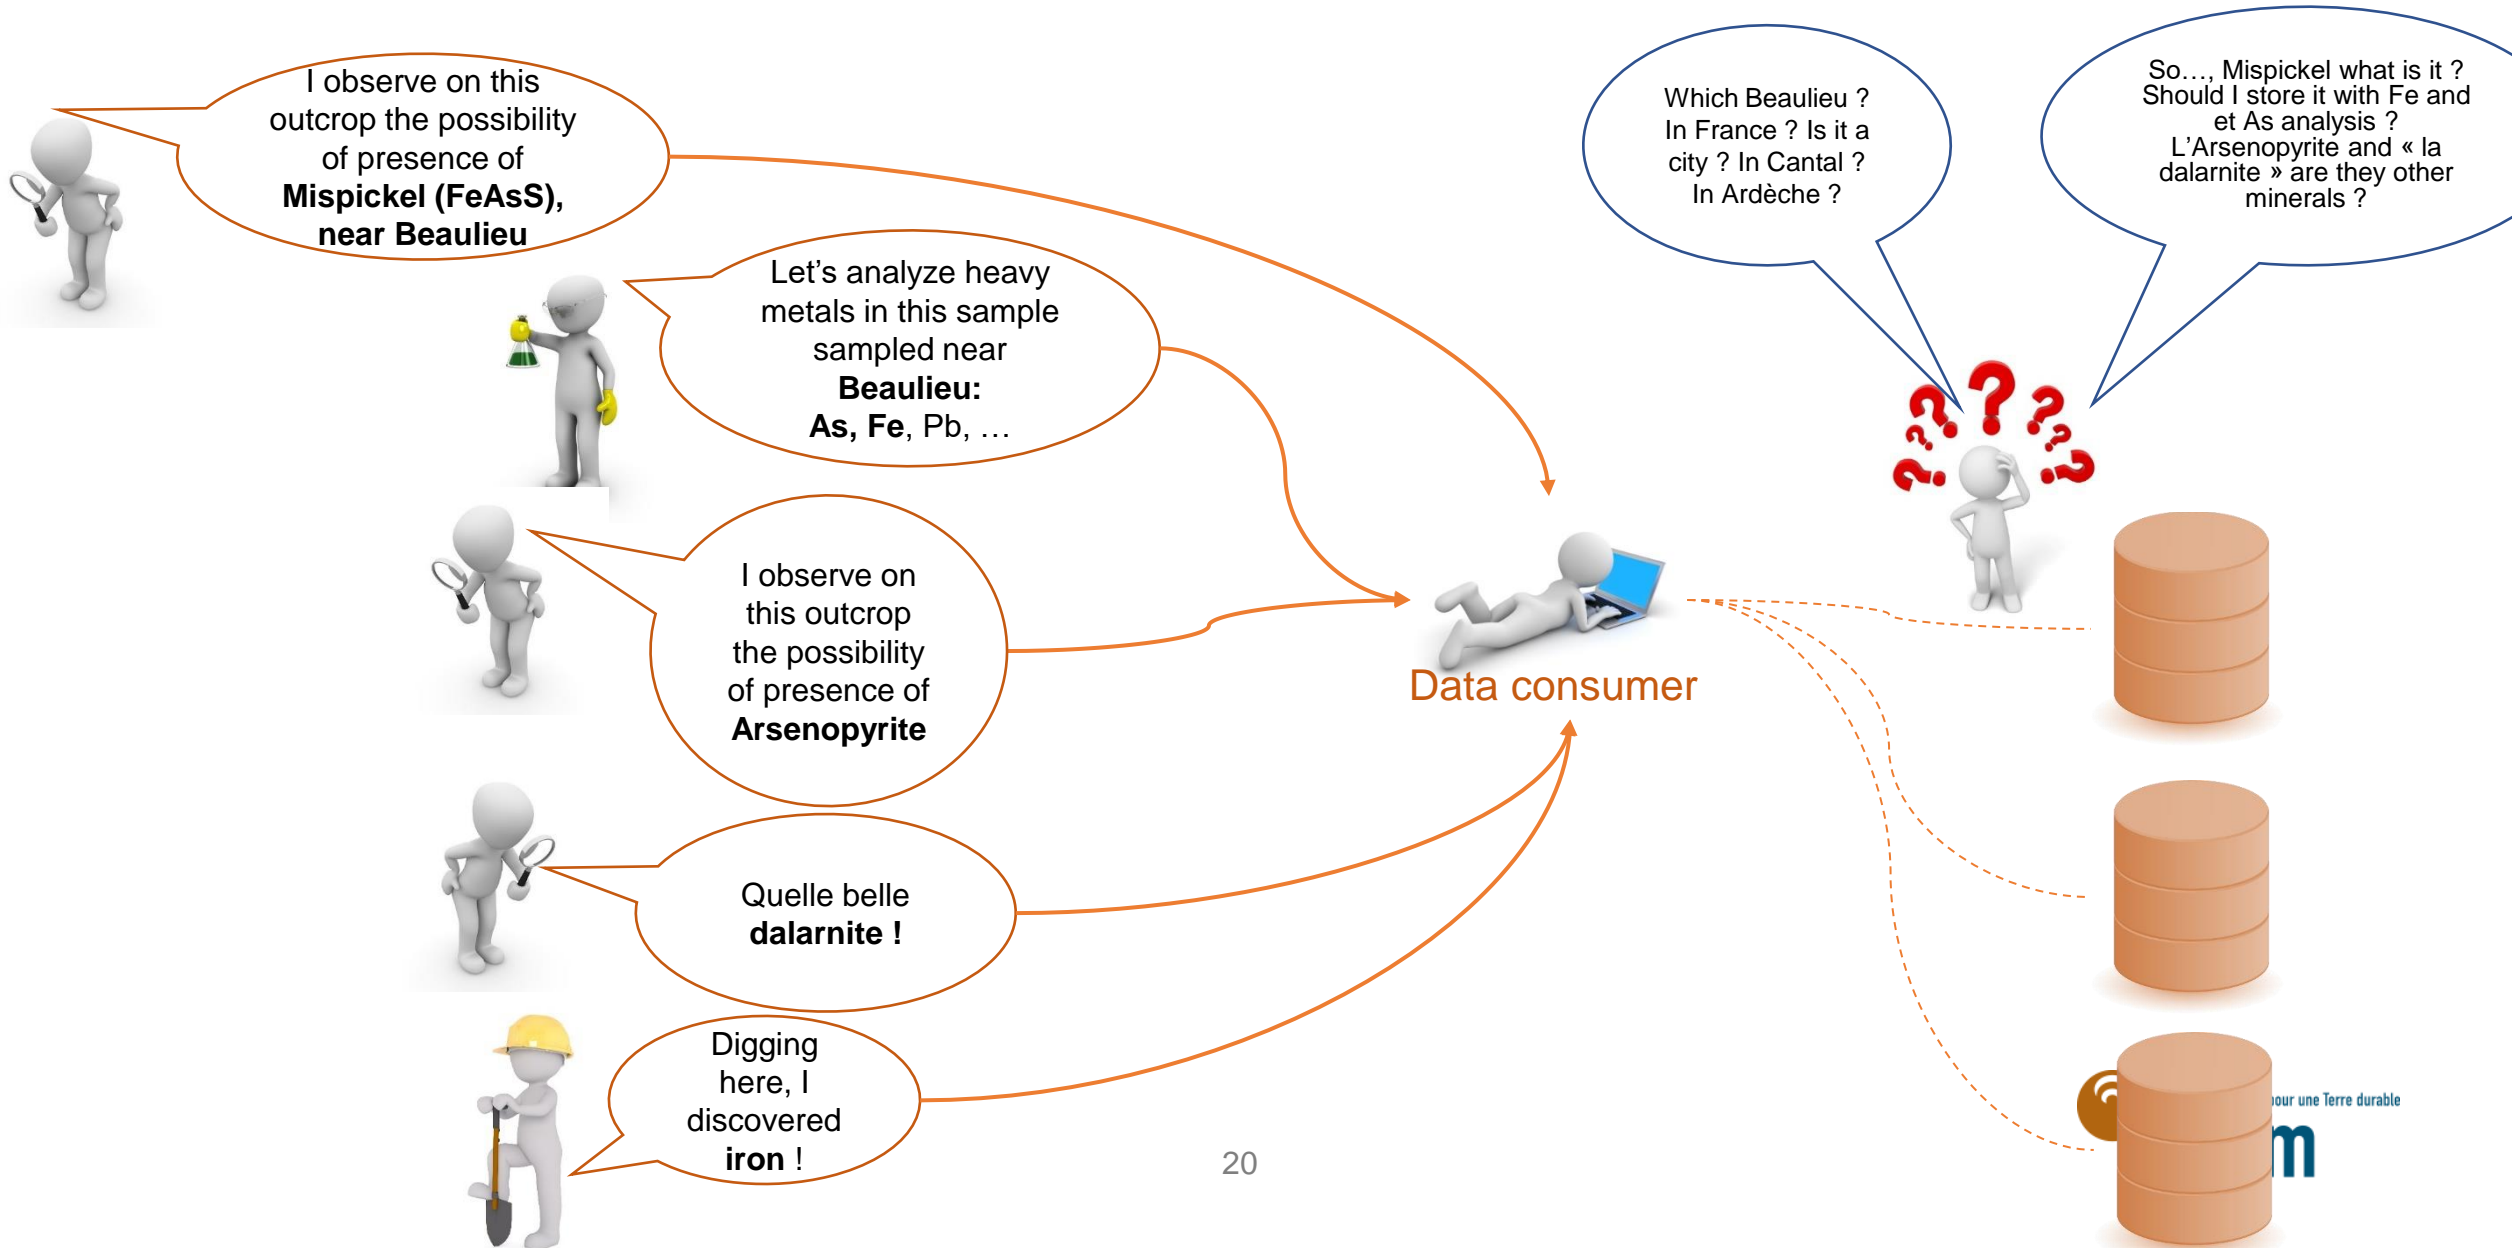 I observe on this
outcrop the possibility
of presence of
Mispickel (FeAsS),
near Beaulieu
Let's analyze heavy
metals in this sample
sampled near
Beaulieu:
As, Fe, Pb, …
I observe on
this outcrop
the possibility
of presence of
Arsenopyrite
Quelle belle
dalarnite !
Digging
here, I
discovered
iron !
Data consumer
Which Beaulieu ?
In France ? Is it a
city ? In Cantal ?
In Ardèche ?
So…, Mispickel what is it ?
Should I store it with Fe and
et As analysis ?
L'Arsenopyrite and « la
dalarnite » are they other
minerals ?
pour une Terre durable
m
20